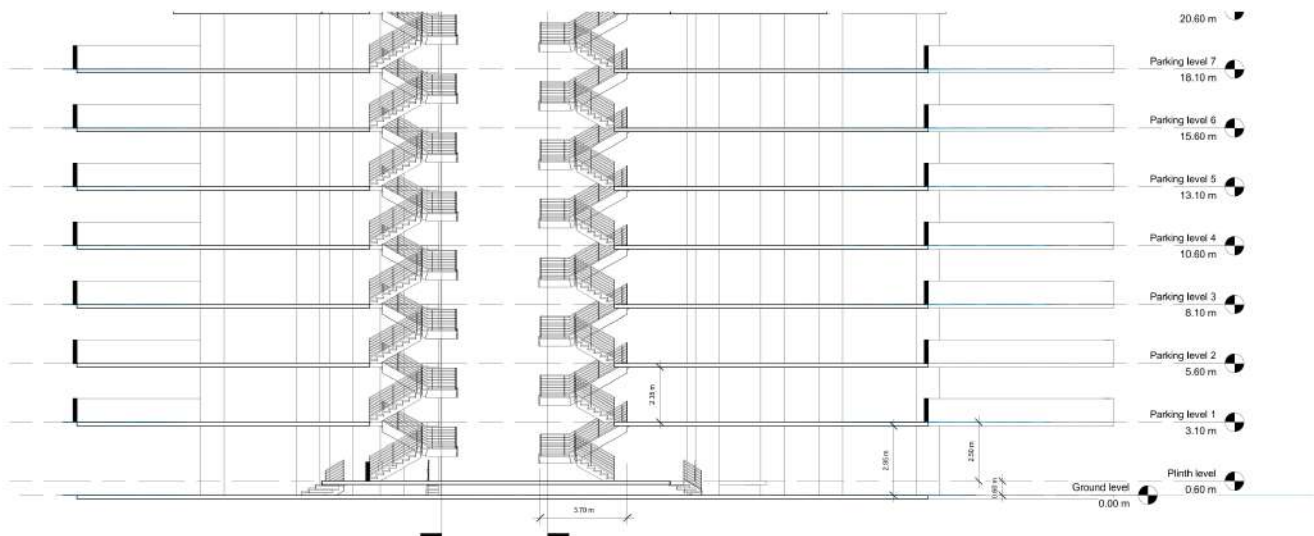 20.60 m
Parking level 7
18.10 m
Parking level 6
15.60 m
Parking level 5
13.10 m
Parking level 4
10.60 m
Parking level 3
8.10 m
Parking level 2
5.60 m
2.35 m
Parking level 1
3.10 m
2.95 m
2.50 m
Plinth level
0.60 m
0.60 m
Ground level
0.00 m
3.70 m